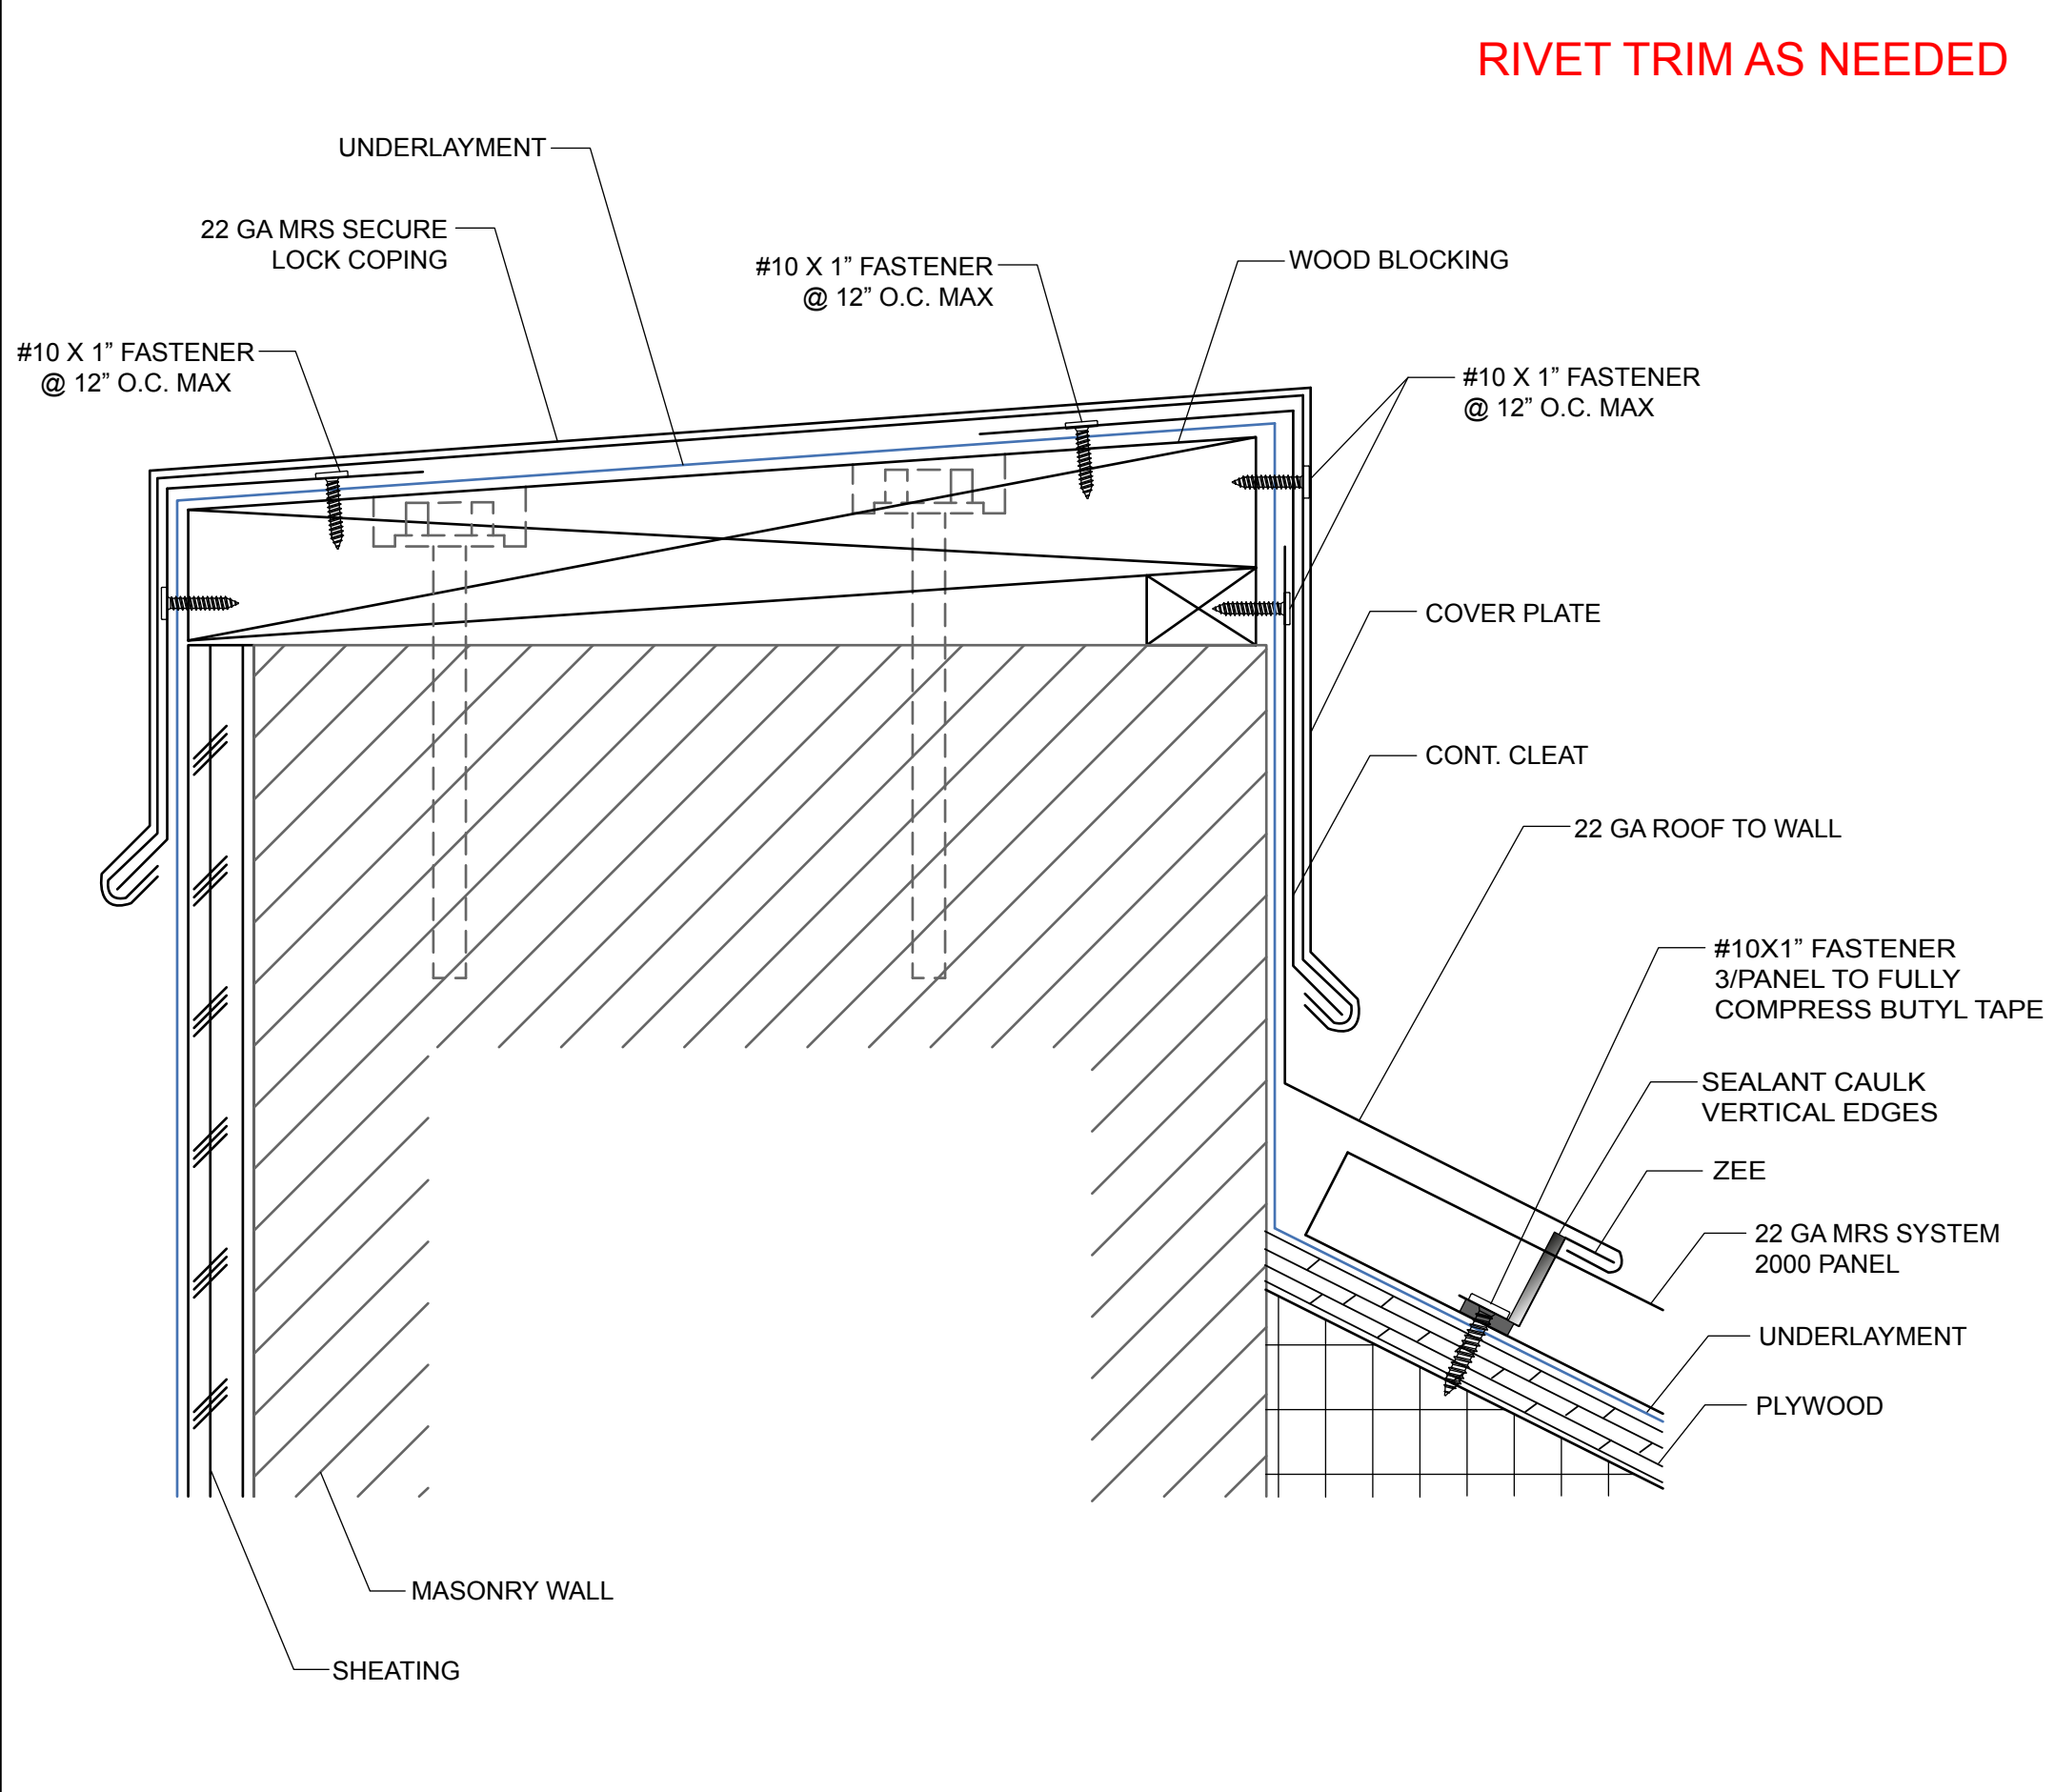 RIVET TRIM AS NEEDED
UNDERLAYMENT
22 GA MRS SECURE
LOCK COPING
#10 X 1” FASTENER
@ 12” O.C. MAX
WOOD BLOCKING
#10 X 1” FASTENER
@ 12” O.C. MAX
#10 X 1” FASTENER
@ 12” O.C. MAX
COVER PLATE
CONT. CLEAT
22 GA ROOF TO WALL
#10X1” FASTENER
3/PANEL TO FULLY
COMPRESS BUTYL TAPE
SEALANT CAULK
VERTICAL EDGES
ZEE
22 GA MRS SYSTEM
2000 PANEL
UNDERLAYMENT
PLYWOOD
MASONRY WALL
SHEATING